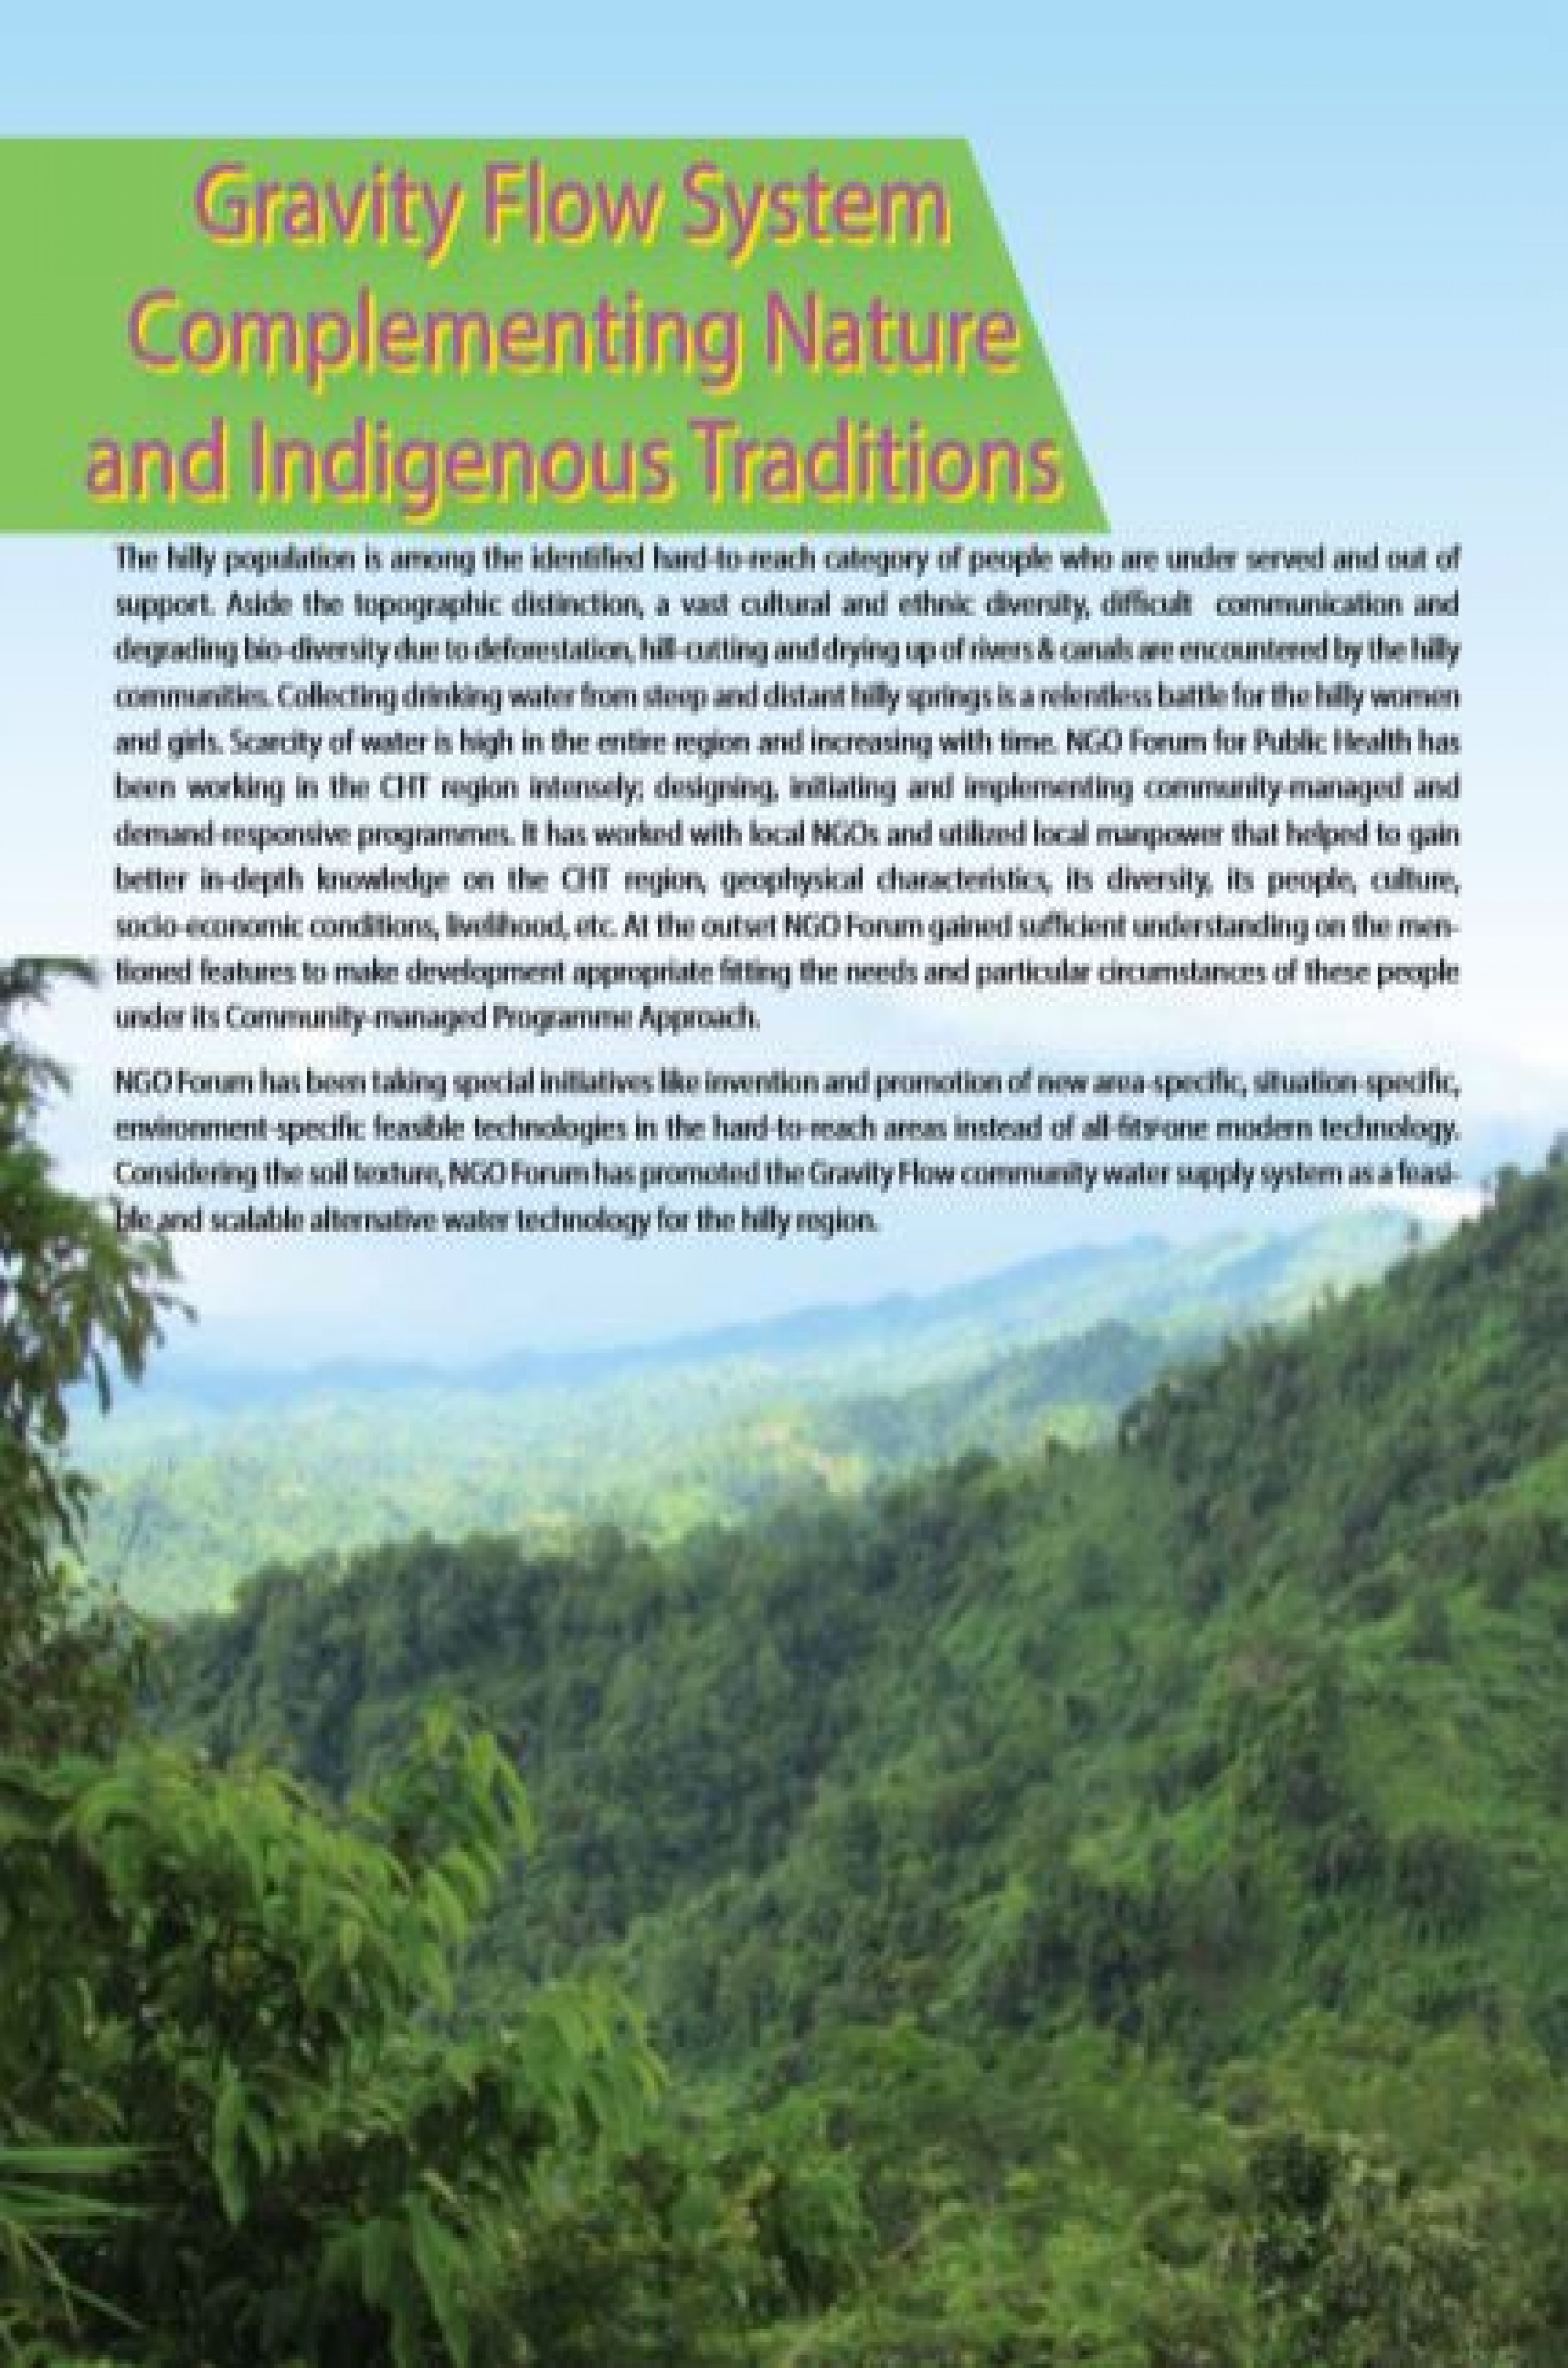 Gravity Flow System
Complementing Nature
and Indigenous Traditions
The hilly population is among the identified hard-to-reach category of people who are under served and out of
support. Aside the topographic distinction, a vast cultural and ethnic diversity, difficult communication and
degrading bio-diversity due to deforestation, hill-cutting and drying up of rivers & canals are encountered by the hilly
communities. Collecting drinking water from steep and distant hilly springs is a relentless battle for the hilly women
and girls. Scarcity of water is high in the entire region and increasing with time. NGO Forum for Public Health has
been working in the CHT region intensely; designing, initiating and implementing community-managed and
demand-responsive programmes. It has worked with local NGOs and utilized local manpower that helped to gain
better in-depth knowledge on the CHT region, geophysical characteristics, its diversity, its people, culture,
socio-economic conditions, livelihood, etc. At the outset NGO Forum gained sufficient understanding on the men-
tioned features to make development appropriate fitting the needs and particular circumstances of these people
under its Community-managed Programme Approach.
NGO Forum has been taking special initiatives like invention and promotion of new area-specific, situation-specific,
environment-specific feasible technologies in the hard-to-reach areas instead of all-fits-one modern technology.
Considering the soil texture, NGO Forum has promoted the Gravity Flow community water supply system as a feasi-
ble and scalable alternative water technology for the hilly region.